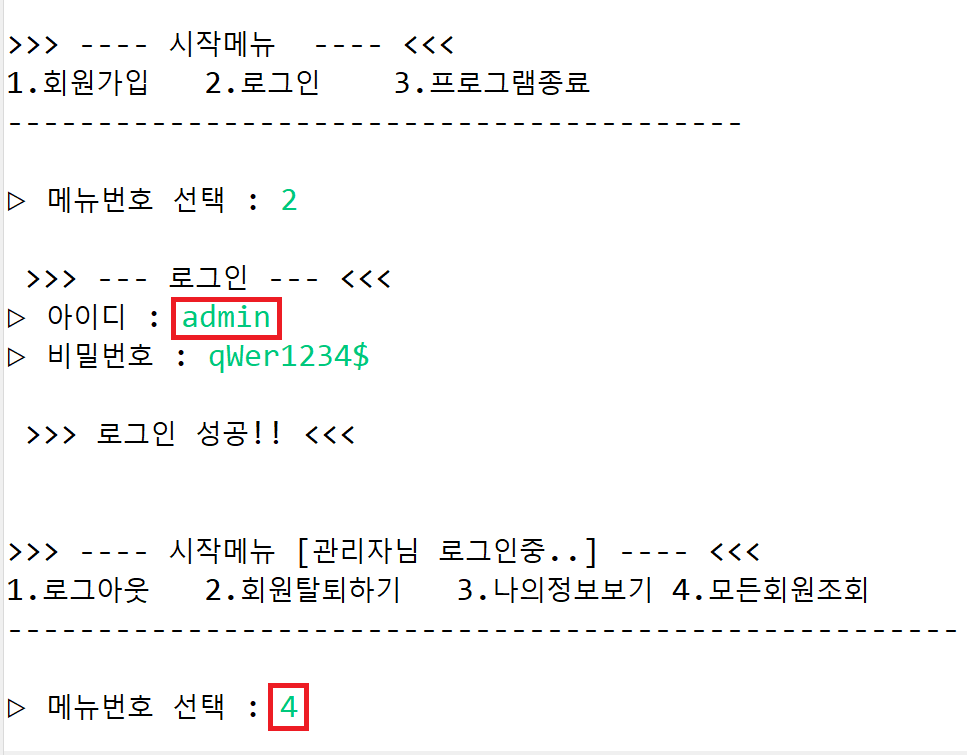 >>> ---- 시작메뉴  ---- <<<
1.회원가입   2.로그인    3.프로그램종료
-----------------------------------------
▷ 메뉴번호 선택 : 2
>>> --- 로그인 --- <<<
▷ 아이디 : admin
▷ 비밀번호 : qWer1234$
>>> 로그인 성공!! <<<
>>> ---- 시작메뉴 [관리자님 로그인중..] ---- <<<
1.로그아웃   2.회원탈퇴하기   3.나의정보보기 4.모든회원조회
-----------------------------------------------------
▷ 메뉴번호 선택 : 4